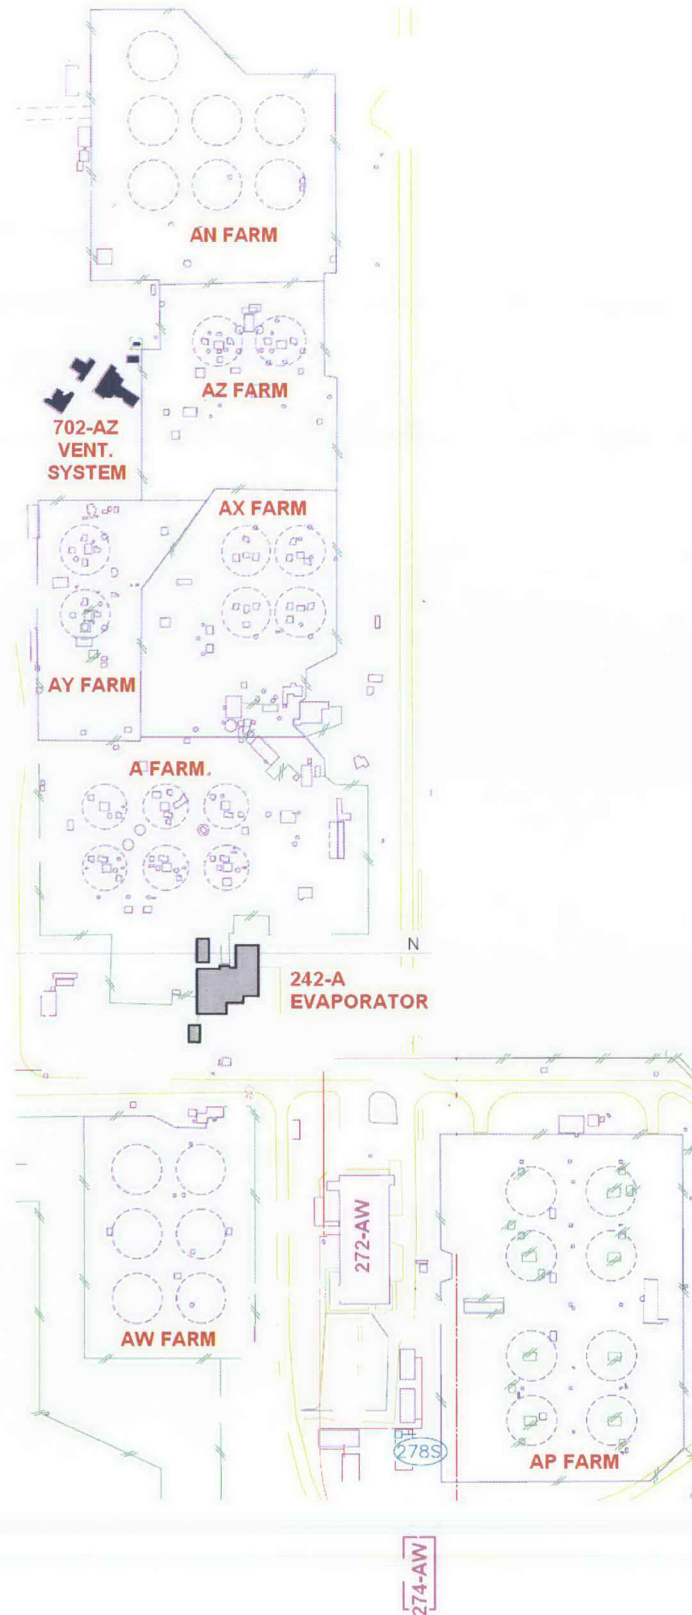 AN FARM
AZ FARM
702-AZ
VENT.
SYSTEM
AX FARM
AY FARM
A FARM
N
242-A
EVAPORATOR
272-AW
AW FARM
278S
AP FARM
274-AW